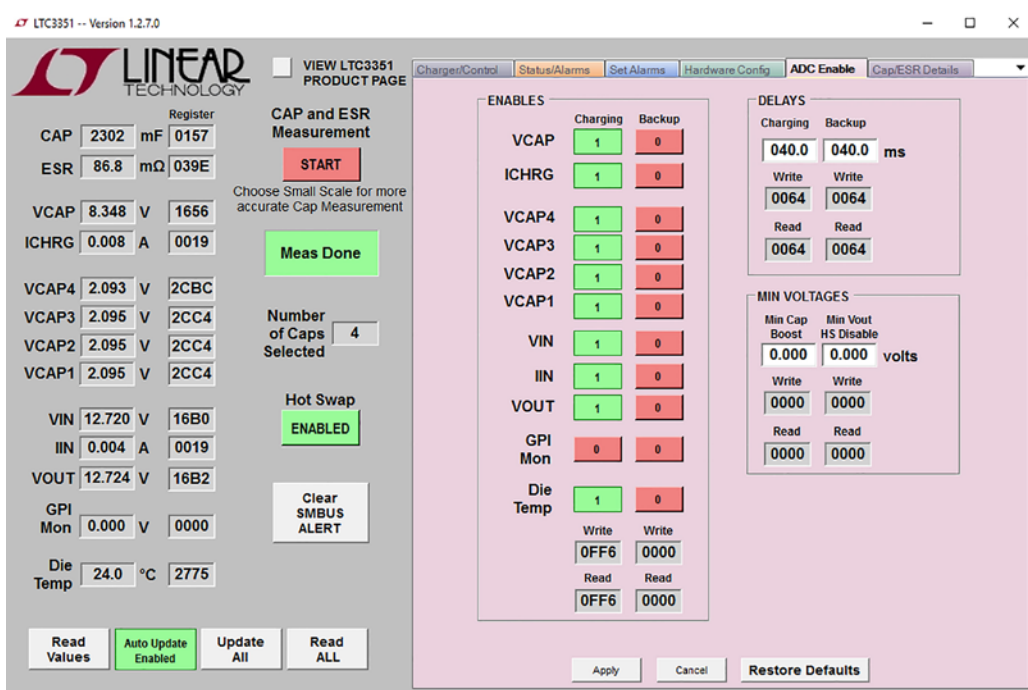 LTC3351 -- Version 1.2.7.0
LINEAR
TECHNOLOGY
VIEW LTC3351
PRODUCT PAGE
Register
CAP 2302 mF 0157
ESR 86.8 mΩ 039E
VCAP 8.348 V 1656
ICHRG 0.008 A 0019
VCAP4 2.093 V 2CBC
VCAP3 2.095 V 2CC4
VCAP2 2.095 V 2CC4
VCAP1 2.095 V 2CC4
VIN 12.720 V 16B0
IIN 0.004 A 0019
VOUT 12.724 V 16B2
GPI
Mon 0.000 V 0000
Die
Temp 24.0 °C 2775
CAP and ESR
Measurement
START
Choose Small Scale for more
accurate Cap Measurement
Meas Done
Number
of Caps 4
Selected
Hot Swap
ENABLED
Clear
SMBUS
ALERT
Read
Values
Auto Update
Enabled
Update
All
Read
ALL
Charger/Control Status/Alarms Set Alarms Hardware Config ADC Enable Cap/ESR Details
ENABLES
Charging Backup
VCAP 1 0
ICHRG 1 0
VCAP4 1 0
VCAP3 1 0
VCAP2 1 0
VCAP1 1 0
VIN 1 0
IIN 1 0
VOUT 1 0
GPI
Mon 0 0
Die
Temp 1 0
Write Write
0FF6 0000
Read Read
0FF6 0000
DELAYS
Charging Backup
040.0 040.0 ms
Write Write
0064 0064
Read Read
0064 0064
MIN VOLTAGES
Min Cap Min Vout
Boost HS Disable
0.000 0.000 volts
Write Write
0000 0000
Read Read
0000 0000
Apply Cancel Restore Defaults